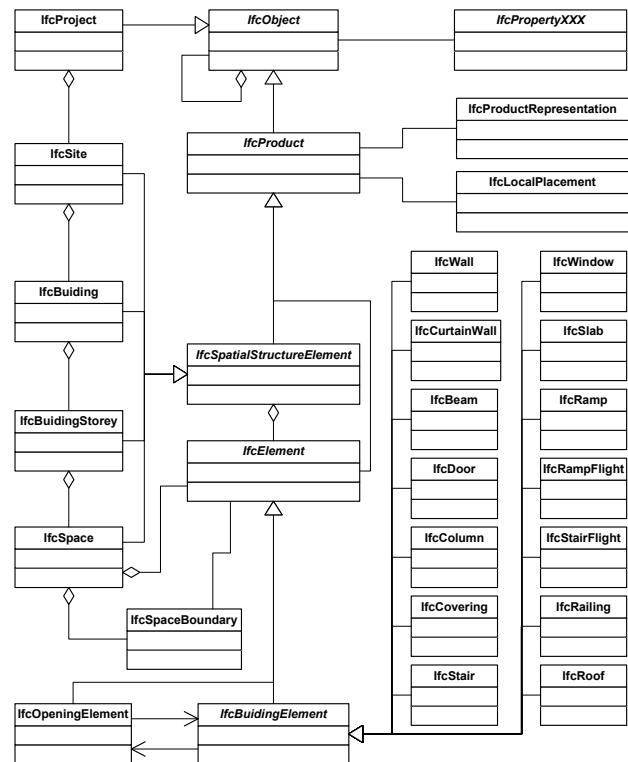 IfcProject
IfcObject
IfcPropertyXXX
IfcProductRepresentation
IfcSite
IfcProduct
IfcLocalPlacement
IfcWall
IfcWindow
IfcBuiding
IfcCurtainWall
IfcSlab
IfcSpatialStructureElement
IfcBeam
IfcRamp
IfcBuidingStorey
IfcElement
IfcDoor
IfcRampFlight
IfcSpace
IfcColumn
IfcStairFlight
IfcSpaceBoundary
IfcCovering
IfcRailing
IfcStair
IfcRoof
IfcOpeningElement
IfcBuidingElement